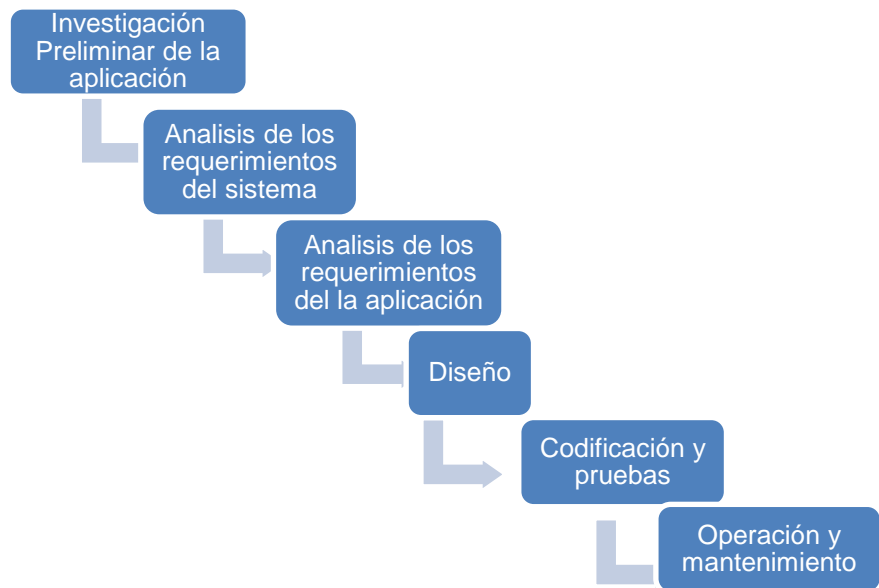 Investigación
Preliminar de la
aplicación
Analisis de los
requerimientos
del sistema
Analisis de los
requerimientos
del la aplicación
Diseño
Codificación y
pruebas
Operación y
mantenimiento